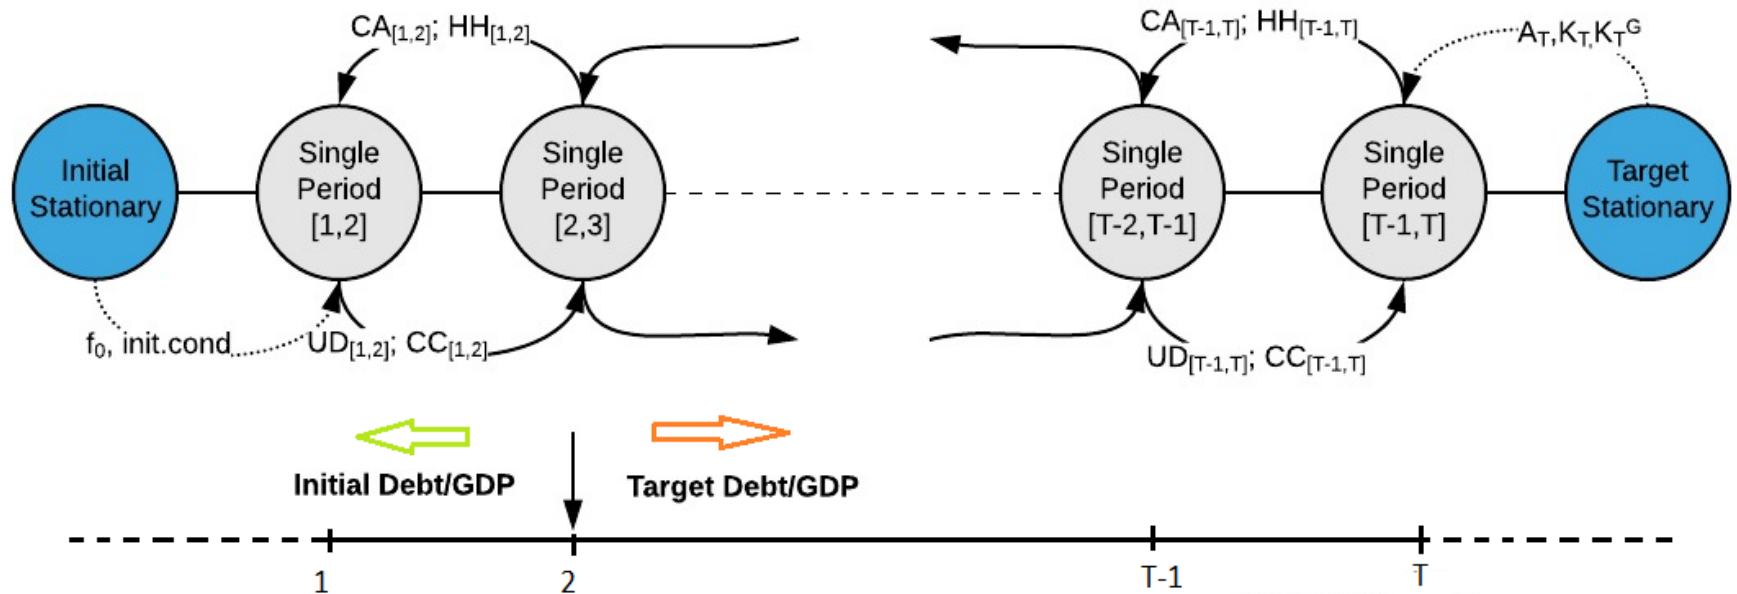 CA[1,2]; HH[1,2]
CA[T-1,T]; HH[T-1,T]
AT,KT,KTG
Initial
Stationary
Single
Period
[1,2]
Single
Period
[2,3]
Single
Period
[T-2,T-1]
Single
Period
[T-1,T]
Target
Stationary
f0, init.cond
UD[1,2]; CC[1,2]
UD[T-1,T]; CC[T-1,T]
Initial Debt/GDP
Target Debt/GDP
1
2
T-1
T